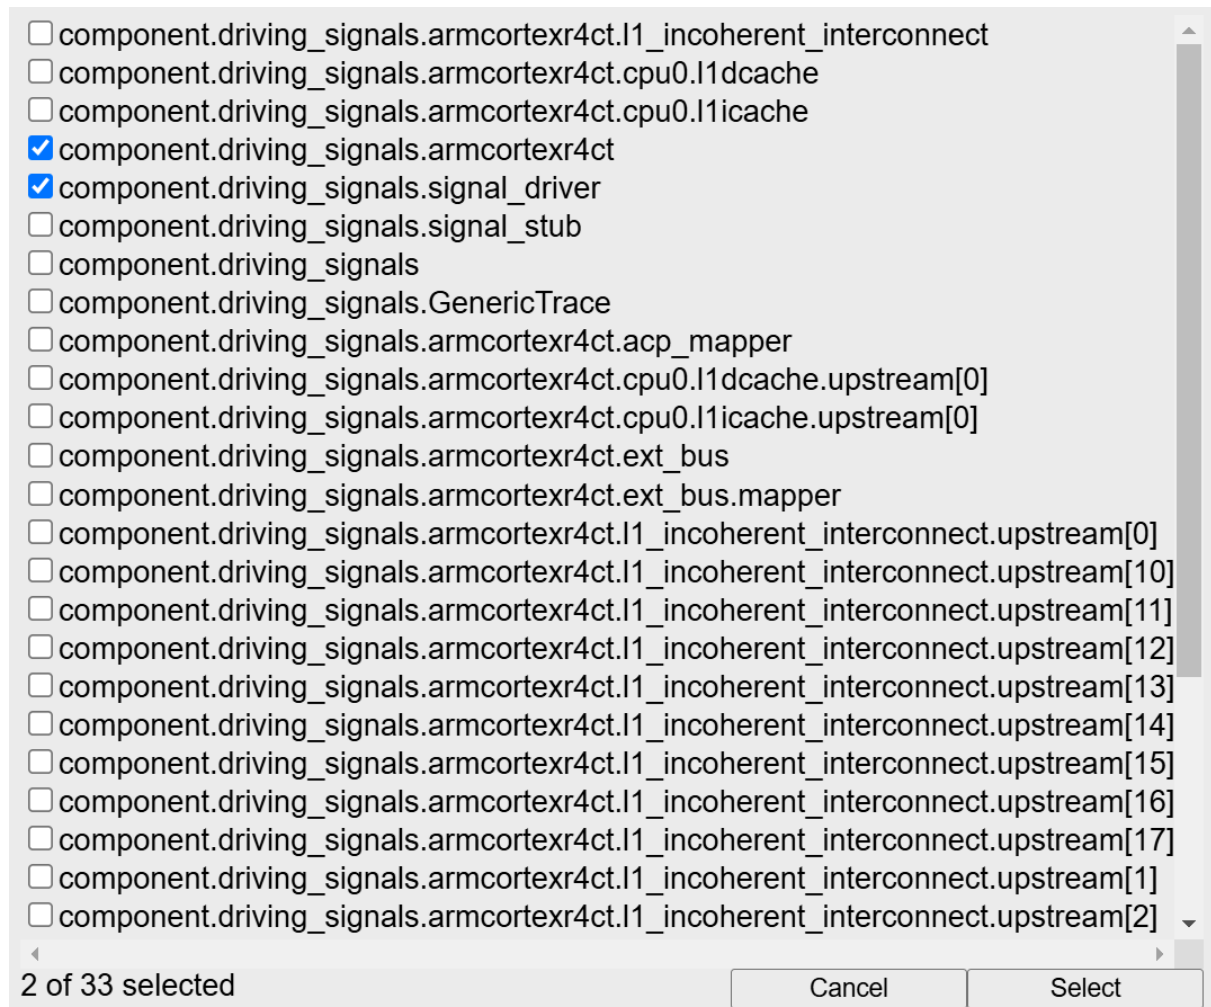 component.driving_signals.armcortexr4ct.l1_incoherent_interconnect
component.driving_signals.armcortexr4ct.cpu0.l1dcache
component.driving_signals.armcortexr4ct.cpu0.l1icache
component.driving_signals.armcortexr4ct
component.driving_signals.signal_driver
component.driving_signals.signal_stub
component.driving_signals
component.driving_signals.GenericTrace
component.driving_signals.armcortexr4ct.acp_mapper
component.driving_signals.armcortexr4ct.cpu0.l1dcache.upstream[0]
component.driving_signals.armcortexr4ct.cpu0.l1icache.upstream[0]
component.driving_signals.armcortexr4ct.ext_bus
component.driving_signals.armcortexr4ct.ext_bus.mapper
component.driving_signals.armcortexr4ct.l1_incoherent_interconnect.upstream[0]
component.driving_signals.armcortexr4ct.l1_incoherent_interconnect.upstream[10]
component.driving_signals.armcortexr4ct.l1_incoherent_interconnect.upstream[11]
component.driving_signals.armcortexr4ct.l1_incoherent_interconnect.upstream[12]
component.driving_signals.armcortexr4ct.l1_incoherent_interconnect.upstream[13]
component.driving_signals.armcortexr4ct.l1_incoherent_interconnect.upstream[14]
component.driving_signals.armcortexr4ct.l1_incoherent_interconnect.upstream[15]
component.driving_signals.armcortexr4ct.l1_incoherent_interconnect.upstream[16]
component.driving_signals.armcortexr4ct.l1_incoherent_interconnect.upstream[17]
component.driving_signals.armcortexr4ct.l1_incoherent_interconnect.upstream[1]
component.driving_signals.armcortexr4ct.l1_incoherent_interconnect.upstream[2]
2 of 33 selected
Cancel
Select